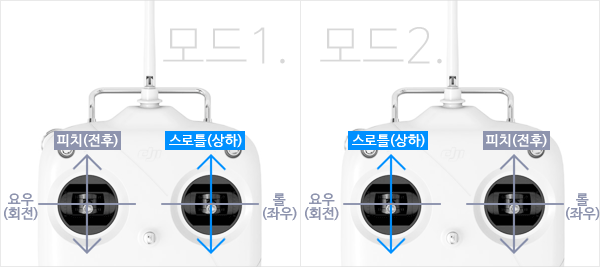 모드1.
피치(전후)
스로틀(상하)
요우
(회전)
롤
(좌우)
모드2.
스로틀(상하)
피치(전후)
요우
(회전)
롤
(좌우)